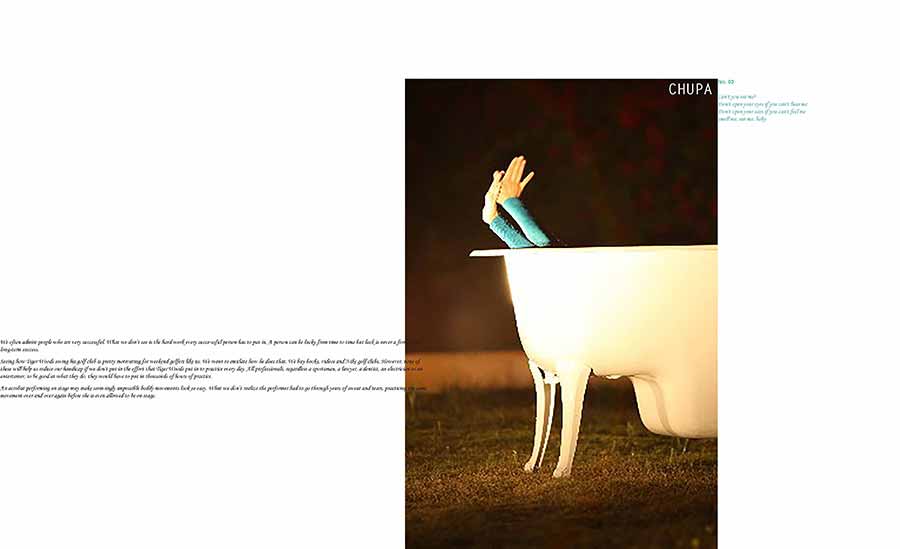 CHUPA
No. 03
Can't you see me?
Don't open your eyes if you can't hear me
Don't open your ears if you can't feel me
smell me, eat me, baby
We often admire people who are very successful. What we don't see is the hard work every successful person has to put in. A person can be lucky from time to time but luck is never a for
long-term success.
Seeing how Tiger Woods swing his golf club is pretty motivating for weekend golfers like us. We want to emulate how he does that. We buy books, videos and golf clubs. However, none of
these will help us reduce our handicap if we don't put in the effort that Tiger Woods put in to practice every day. All professionals, regardless a sportsman, a lawyer, a dentist, an electrician or an
entertainer, to be good at what they do, they would have to put in thousands of hours of practice.
An acrobat performing on stage may make seemingly impossible bodily movements look so easy. What we don't realize the performer had to go through years of sweat and tears, practising the same
movement over and over again before she is even allowed to be on stage.